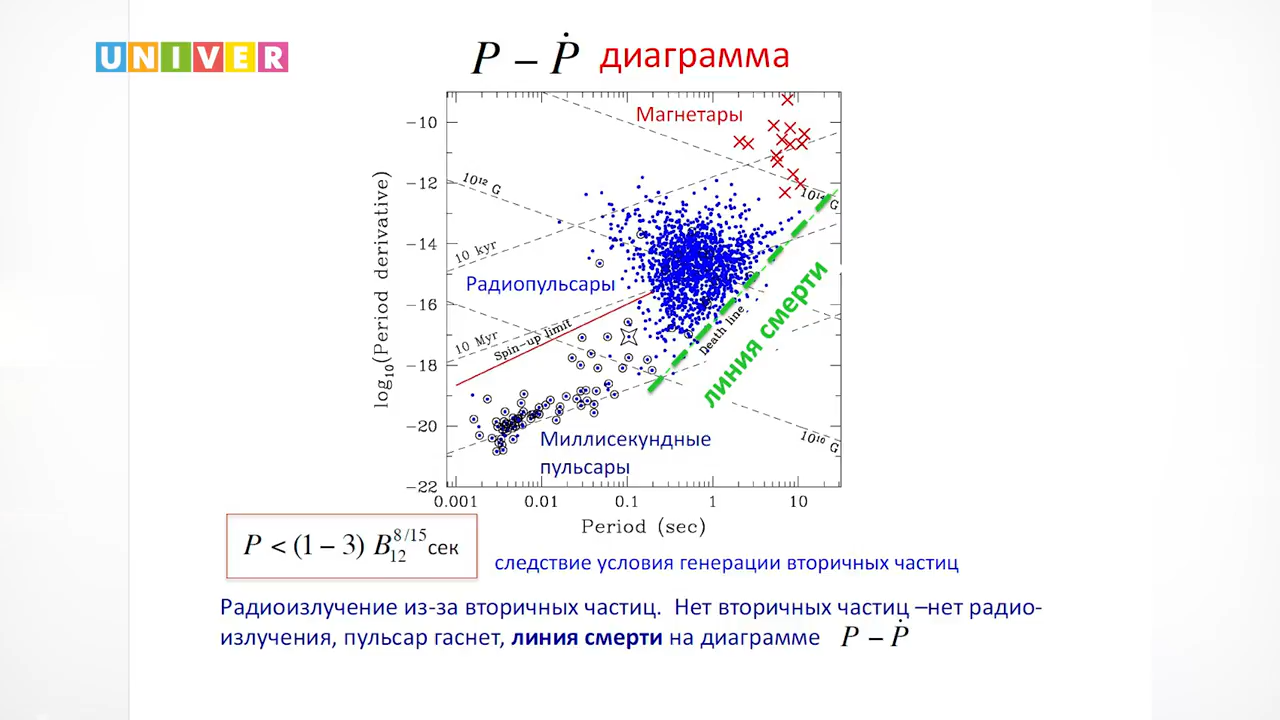 UNIVER
P – Ṗ диаграмма
Магнетары
10¹² G
10¹⁴ G
10 kyr
Радиопульсары
10 Myr
Spin-up limit
Death line
линия смерти
10¹⁰ G
Миллисекундные
пульсары
log₁₀(Period derivative)
−10
−12
−14
−16
−18
−20
−22
0.001 0.01 0.1 1 10
Period (sec)
P < (1 – 3) B₁₂^8/15 сек
следствие условия генерации вторичных частиц
Радиоизлучение из-за вторичных частиц. Нет вторичных частиц –нет радио-
излучения, пульсар гаснет, линия смерти на диаграмме P – Ṗ